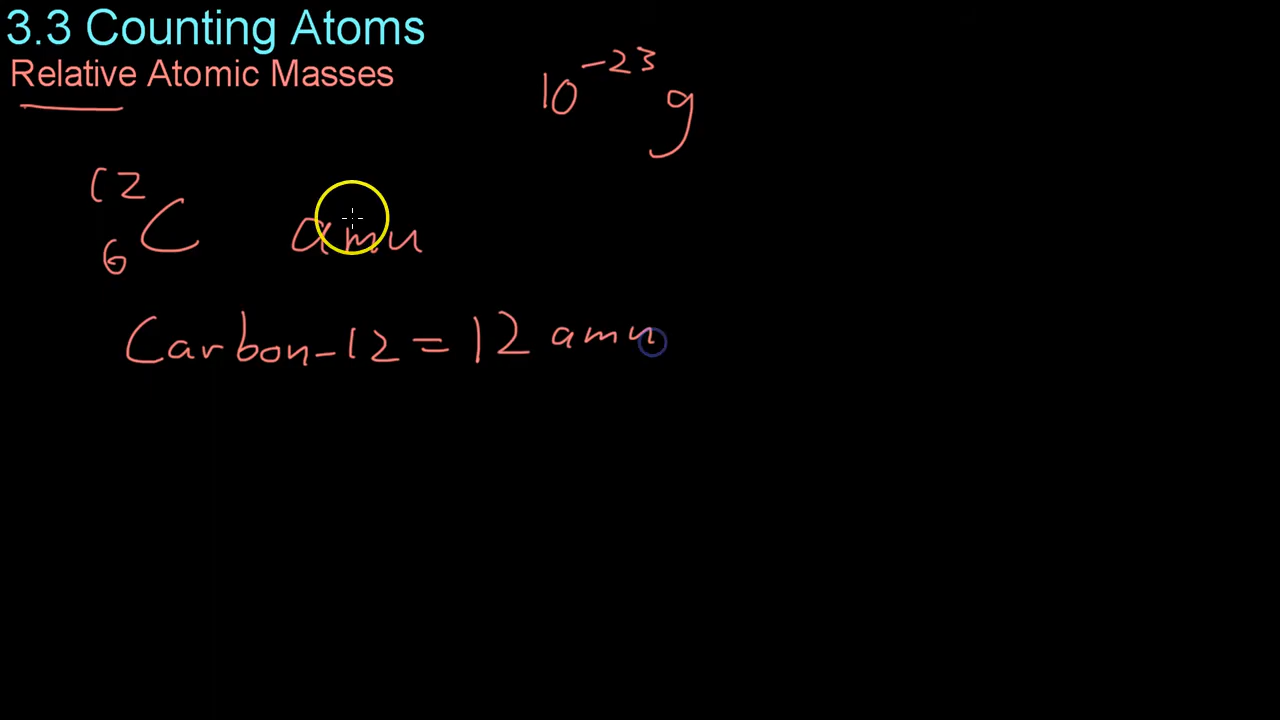 3.3 Counting Atoms
Relative Atomic Masses
10⁻²³ g
¹²₆C amu
Carbon-12 = 12 amu